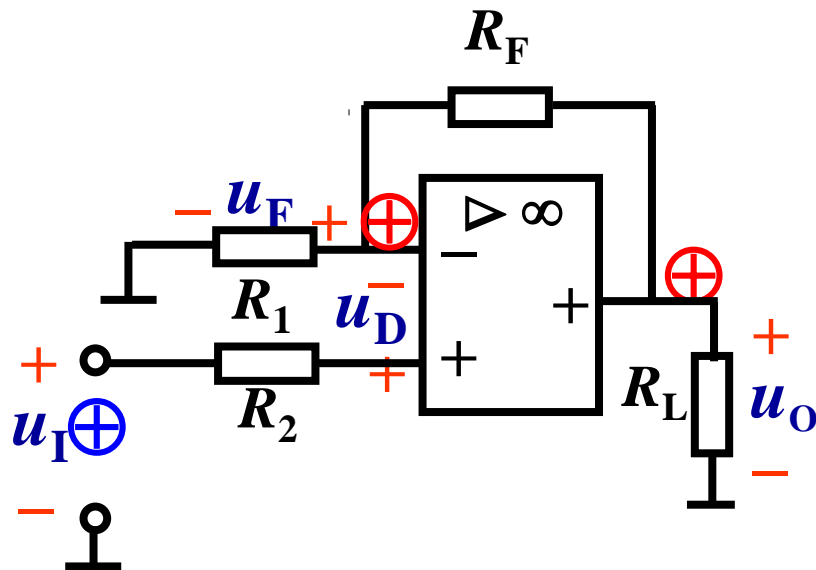 R_F
− u_F +
▷ ∞
−
R_1
−
u_D
+
+
+
+
R_2
u_I
−
R_L
+
u_O
−